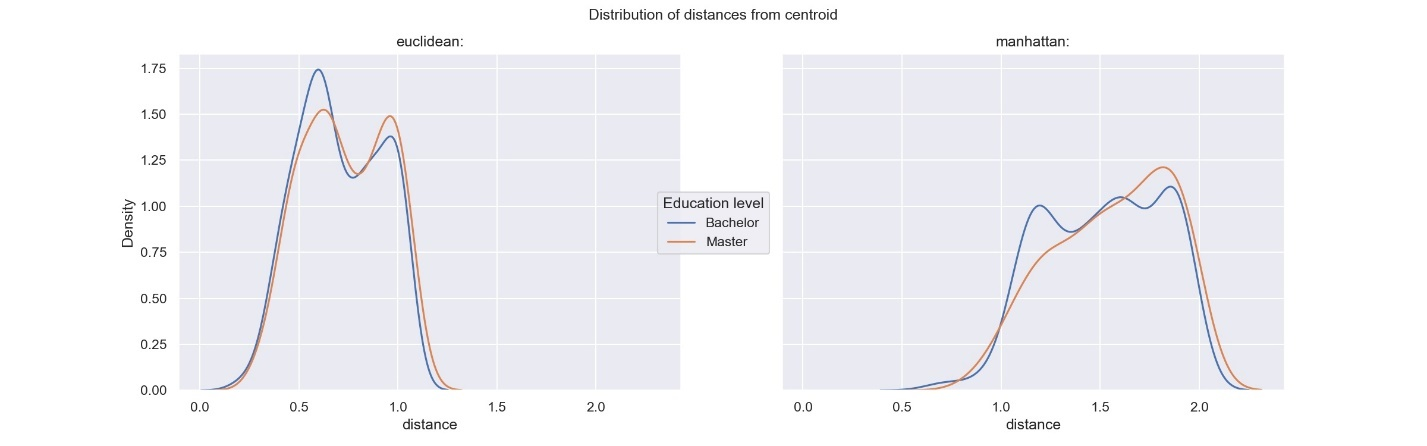 Distribution of distances from centroid
euclidean:
manhattan:
1.75
1.50
1.25
1.00
0.75
0.50
0.25
0.00
Density
0.0 0.5 1.0 1.5 2.0
distance
Education level
Bachelor
Master
0.0 0.5 1.0 1.5 2.0
distance